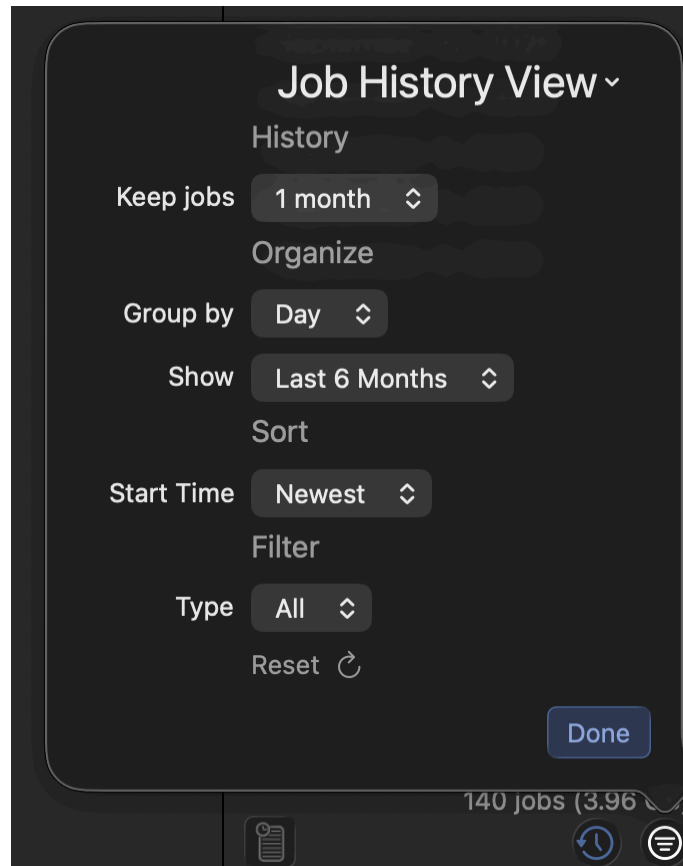 Job History View
History
Keep jobs 1 month
Organize
Group by Day
Show Last 6 Months
Sort
Start Time Newest
Filter
Type All
Reset
Done
140 jobs (3.96